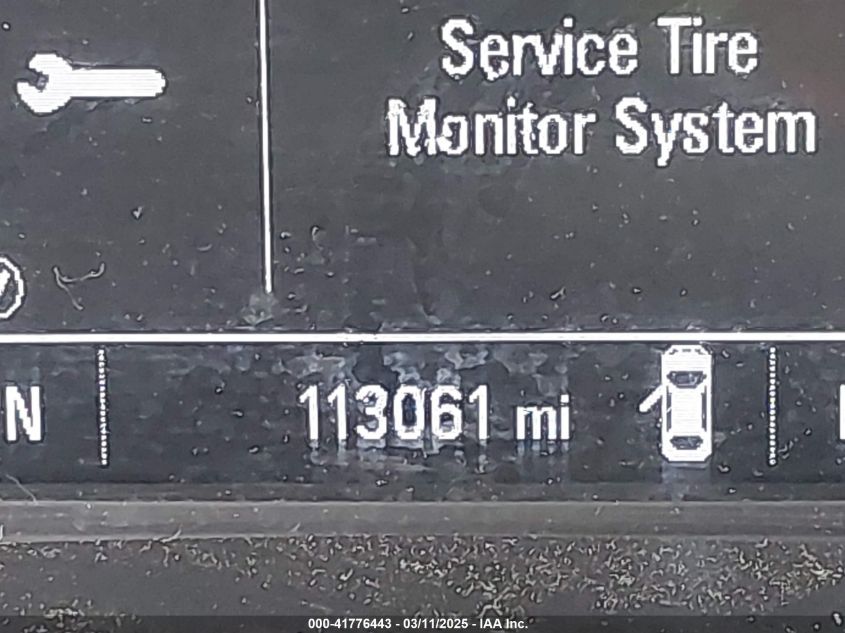 Service Tire
Monitor System
N
113061 mi
000-41776443 - 03/11/2025 - IAA Inc.